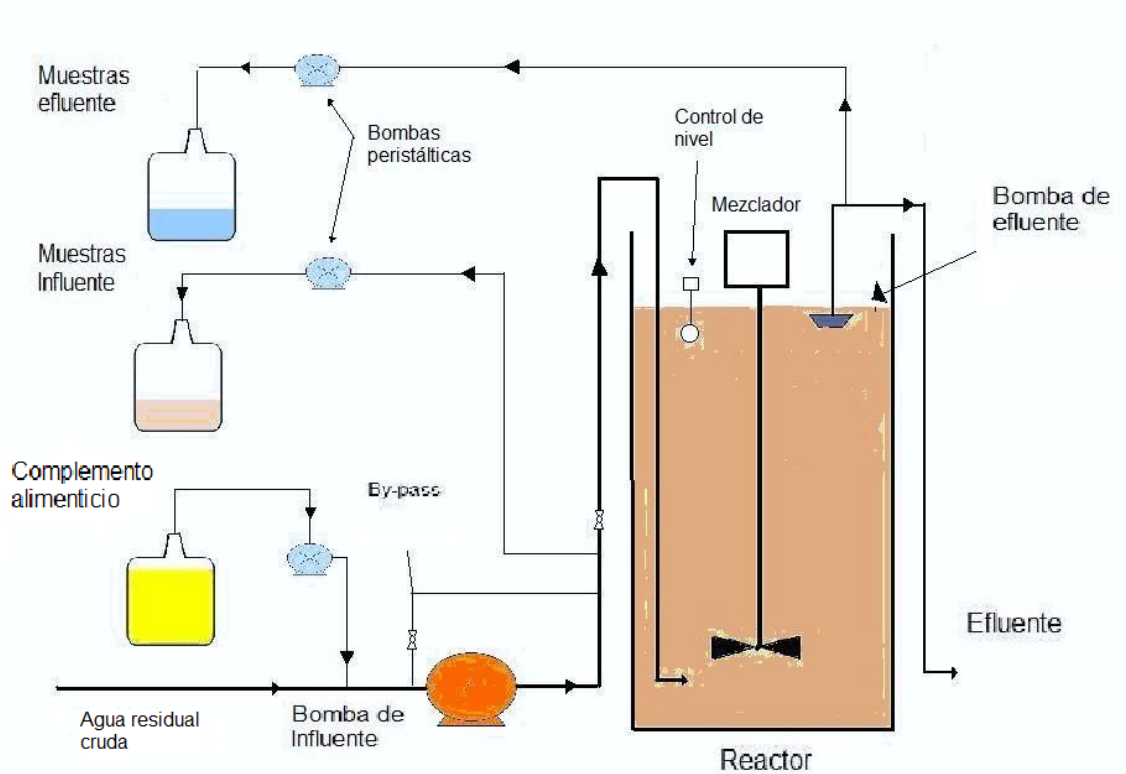 Muestras
efluente
Bombas
peristálticas
Control de
nivel
Mezclador
Bomba de
efluente
Muestras
Influente
Complemento
alimenticio
By-pass
Efluente
Agua residual
cruda
Bomba de
Influente
Reactor